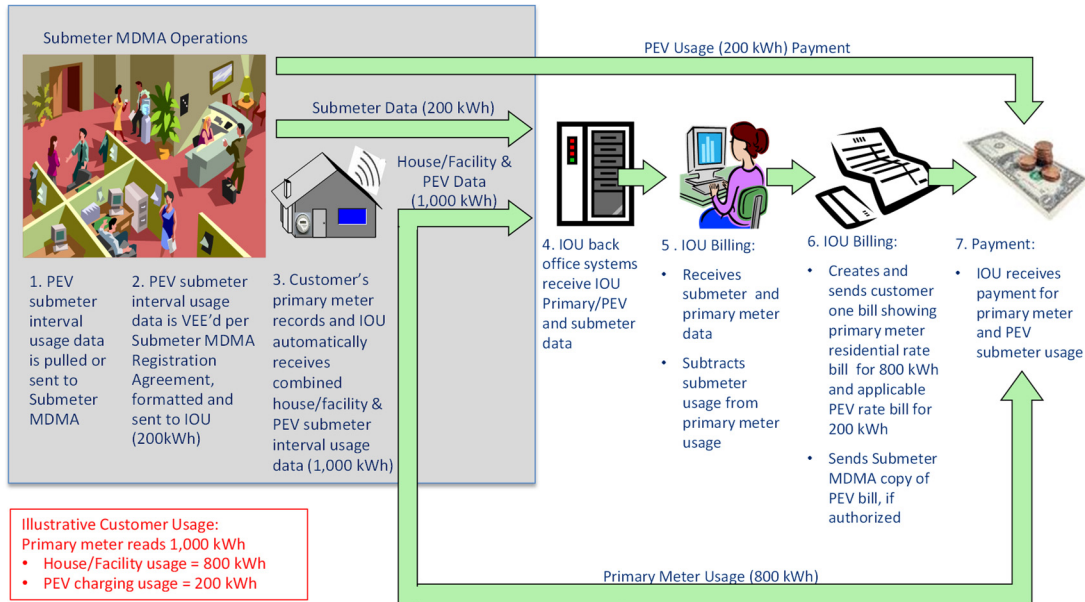 Submeter MDMA Operations
PEV Usage (200 kWh) Payment
Submeter Data (200 kWh)
House/Facility &
PEV Data
(1,000 kWh)
1. PEV
submeter
interval
usage data
is pulled or
sent to
Submeter
MDMA
2. PEV submeter
interval usage
data is VEE'd per
Submeter MDMA
Registration
Agreement,
formatted and
sent to IOU
(200kWh)
3. Customer's
primary meter
records and IOU
automatically
receives
combined
house/facility &
PEV submeter
interval usage
data (1,000 kWh)
4. IOU back
office systems
receive IOU
Primary/PEV
and submeter
data
5 . IOU Billing:
• Receives
submeter and
primary meter
data
• Subtracts
submeter
usage from
primary meter
usage
6. IOU Billing:
• Creates and
sends customer
one bill showing
primary meter
residential rate
bill for 800 kWh
and applicable
PEV rate bill for
200 kWh
• Sends Submeter
MDMA copy of
PEV bill, if
authorized
7. Payment:
• IOU receives
payment for
primary meter
and PEV
submeter usage
Illustrative Customer Usage:
Primary meter reads 1,000 kWh
• House/Facility usage = 800 kWh
• PEV charging usage = 200 kWh
Primary Meter Usage (800 kWh)